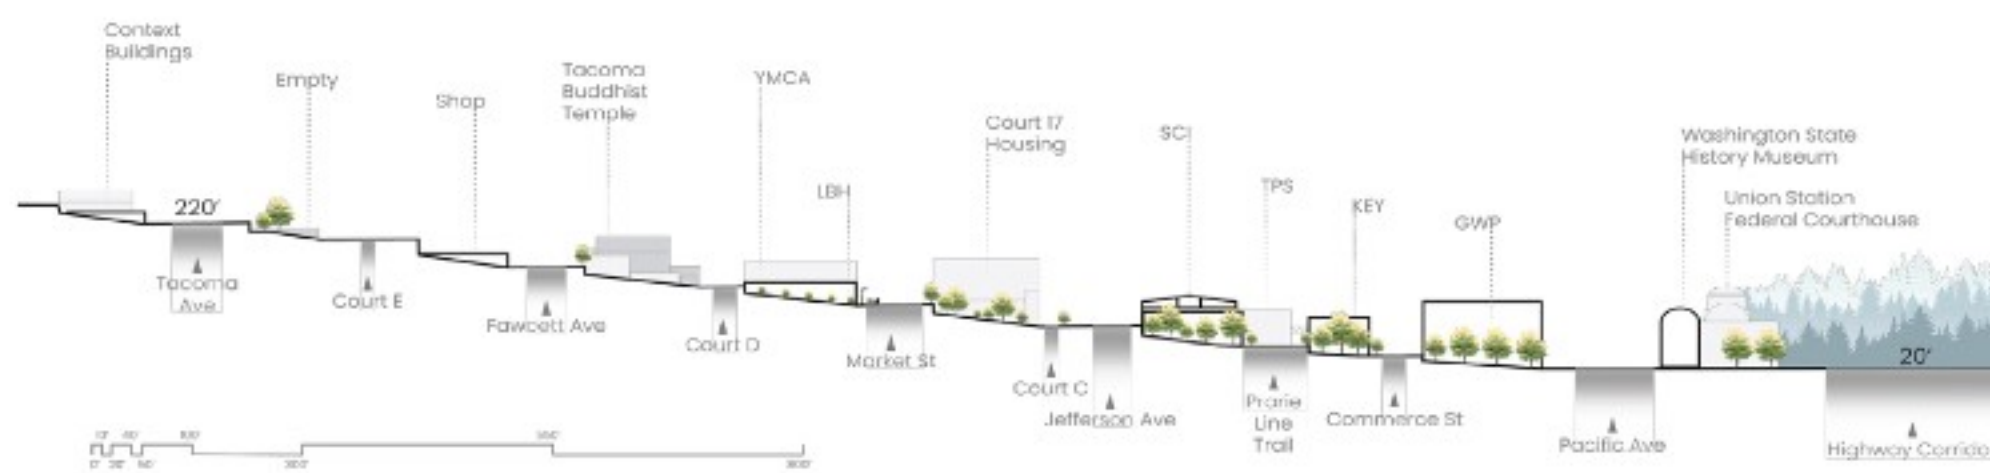 Context
Buildings
Empty
Shop
Tacoma
Buddhist
Temple
YMCA
LBH
Court 17
Housing
SCI
TPS
KEY
GWP
Washington State
History Museum
Union Station
Federal Courthouse
220'
20'
Tacoma
Ave
Court E
Fawcett Ave
Court D
Market St
Court C
Jefferson Ave
Prarie
Line
Trail
Commerce St
Pacific Ave
Highway Corrido